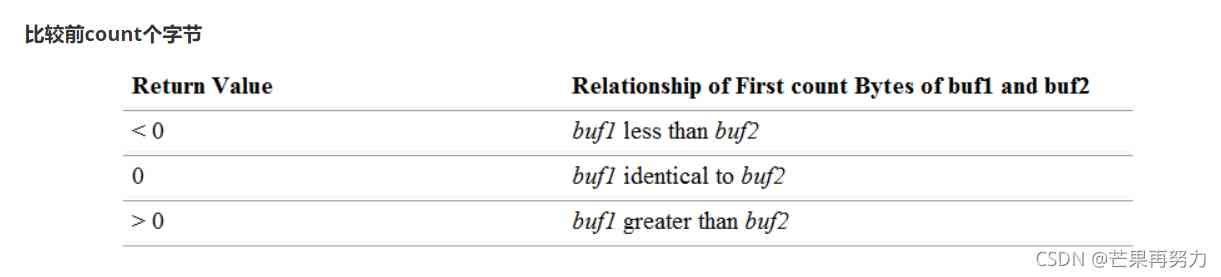 比较前count个字节
Return Value Relationship of First count Bytes of buf1 and buf2
< 0 buf1 less than buf2
0 buf1 identical to buf2
> 0 buf1 greater than buf2
CSDN @芒果再努力